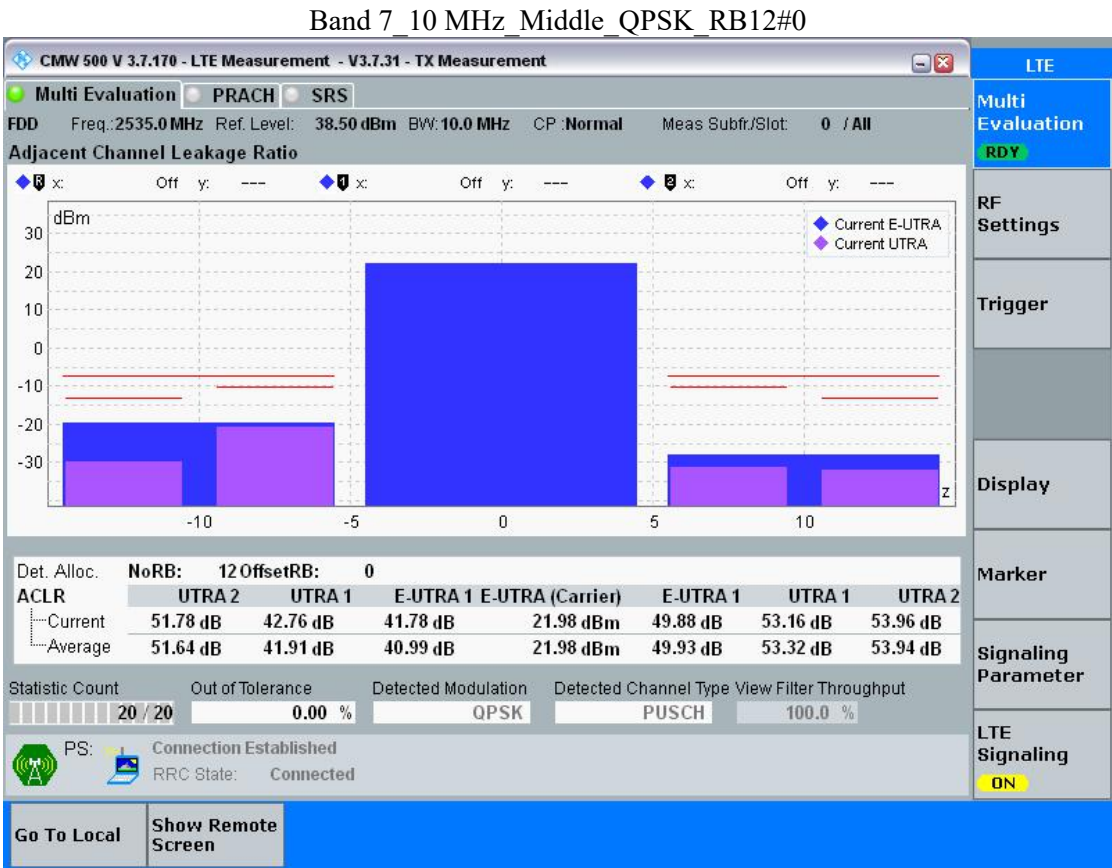 Band 7_10 MHz_Middle_QPSK_RB12#0
CMW 500 V 3.7.170 - LTE Measurement - V3.7.31 - TX Measurement
LTE
Multi Evaluation PRACH SRS
Multi Evaluation
RDY
FDD Freq.:2535.0 MHz Ref. Level: 38.50 dBm BW: 10.0 MHz CP :Normal Meas Subfr./Slot: 0 / All
Adjacent Channel Leakage Ratio
R x: Off y: --- 1 x: Off y: --- 2 x: Off y: ---
dBm
Current E-UTRA
Current UTRA
30
20
10
0
-10
-20
-30
z
-10 -5 0 5 10
RF Settings
Trigger
Display
Marker
Signaling Parameter
LTE Signaling
ON
Det. Alloc. NoRB: 12 OffsetRB: 0
ACLR UTRA 2 UTRA 1 E-UTRA 1 E-UTRA (Carrier) E-UTRA 1 UTRA 1 UTRA 2
Current 51.78 dB 42.76 dB 41.78 dB 21.98 dBm 49.88 dB 53.16 dB 53.96 dB
Average 51.64 dB 41.91 dB 40.99 dB 21.98 dBm 49.93 dB 53.32 dB 53.94 dB
Statistic Count Out of Tolerance Detected Modulation Detected Channel Type View Filter Throughput
20 / 20 0.00 % QPSK PUSCH 100.0 %
PS: Connection Established
RRC State: Connected
Go To Local
Show Remote Screen